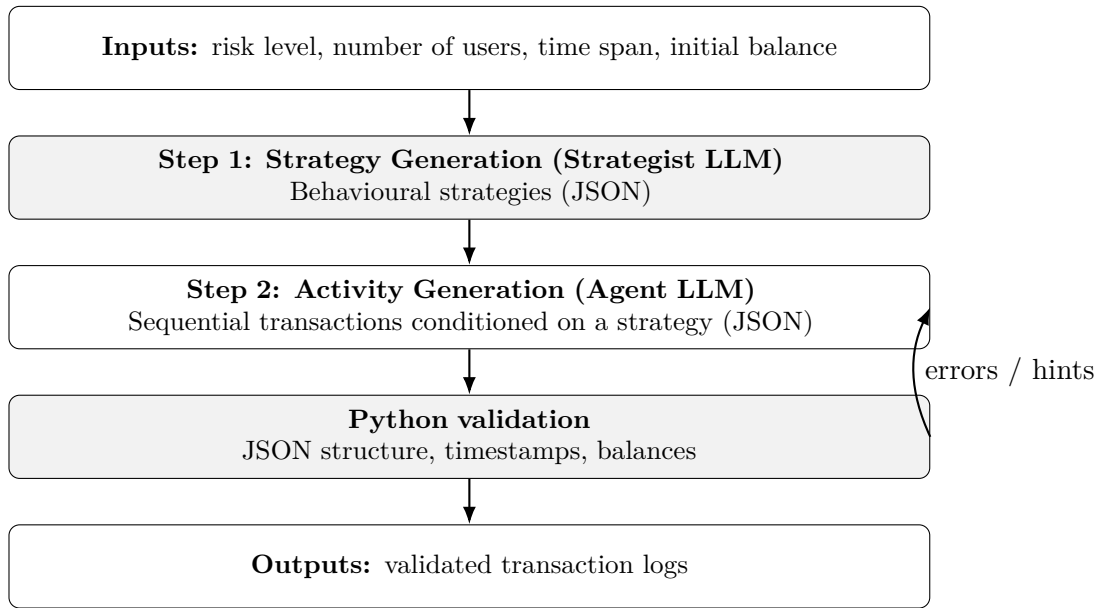 Inputs: risk level, number of users, time span, initial balance
Step 1: Strategy Generation (Strategist LLM)
Behavioural strategies (JSON)
Step 2: Activity Generation (Agent LLM)
Sequential transactions conditioned on a strategy (JSON)
errors / hints
Python validation
JSON structure, timestamps, balances
Outputs: validated transaction logs